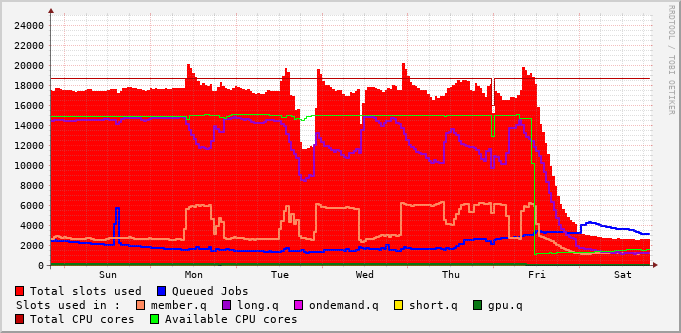 24000
22000
20000
18000
16000
14000
12000
10000
8000
6000
4000
2000
0
Sun Mon Tue Wed Thu Fri Sat
RRDTOOL / TOBI OETIKER
Total slots used Queued Jobs
Slots used in : member.q long.q ondemand.q short.q gpu.q
Total CPU cores Available CPU cores